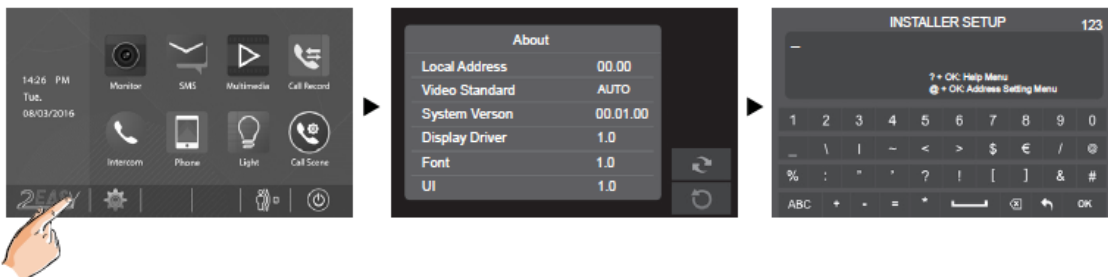 14:26 PM
Tue.
08/03/2016
Monitor
SMS
Multimedia
Call Record
Intercom
Phone
Light
Call Scene
2EASY
About
Local Address 00.00
Video Standard AUTO
System Verson 00.01.00
Display Driver 1.0
Font 1.0
UI 1.0
INSTALLER SETUP 123
_
? + OK: Help Menu
@ + OK: Address Setting Menu
1 2 3 4 5 6 7 8 9 0
_ \ | ~ < > $ € / @
% : " ' ? ! [ ] & #
ABC + - = * OK